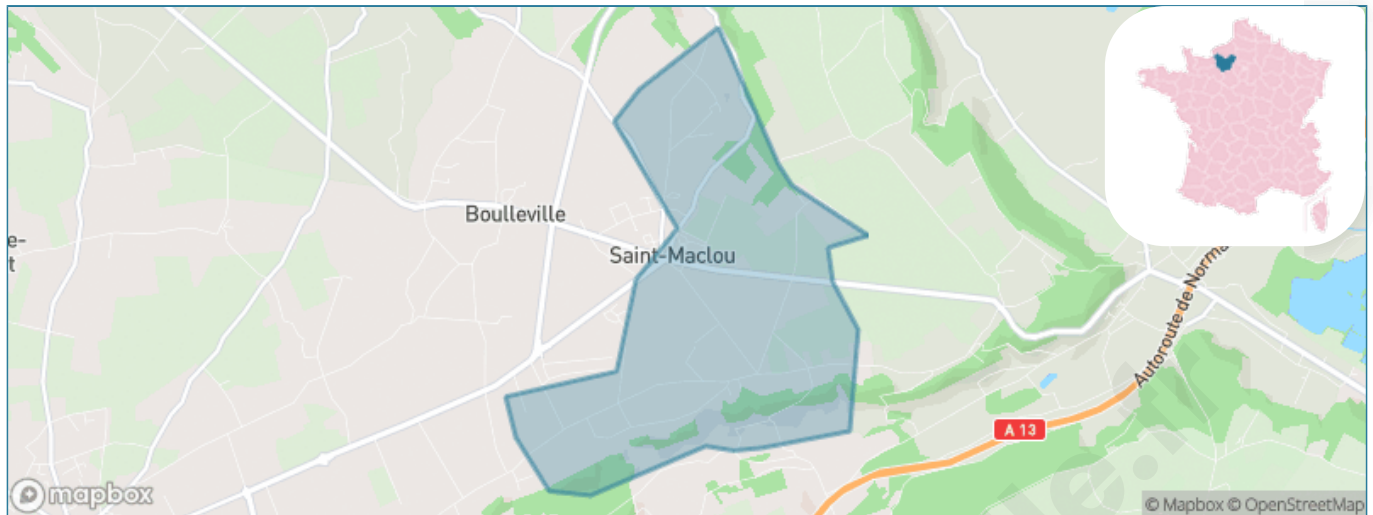 Boulleville
Saint-Maclou
e-
t
Autoroute de Norma
A 13
mapbox
© Mapbox © OpenStreetMap